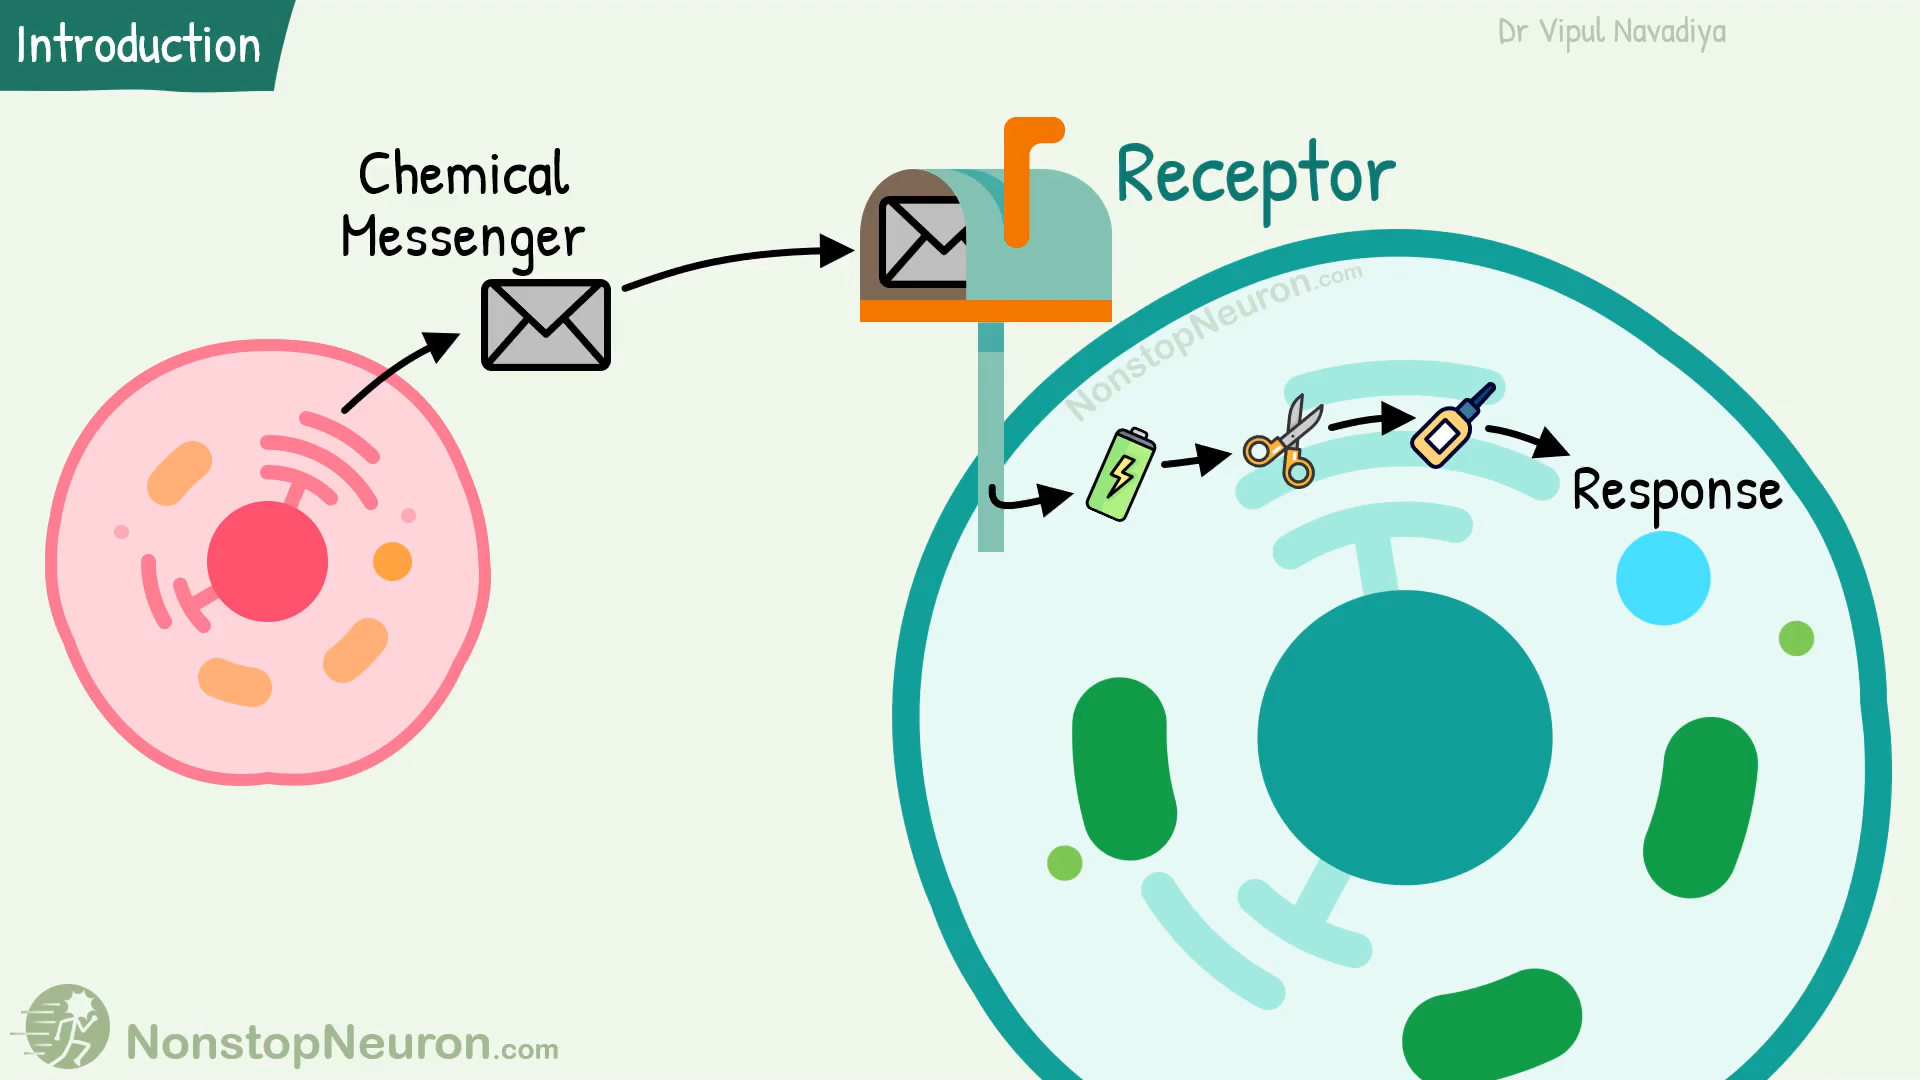 Introduction
Dr Vipul Navadiya
Chemical
Messenger
Receptor
NonstopNeuron.com
Response
NonstopNeuron.com